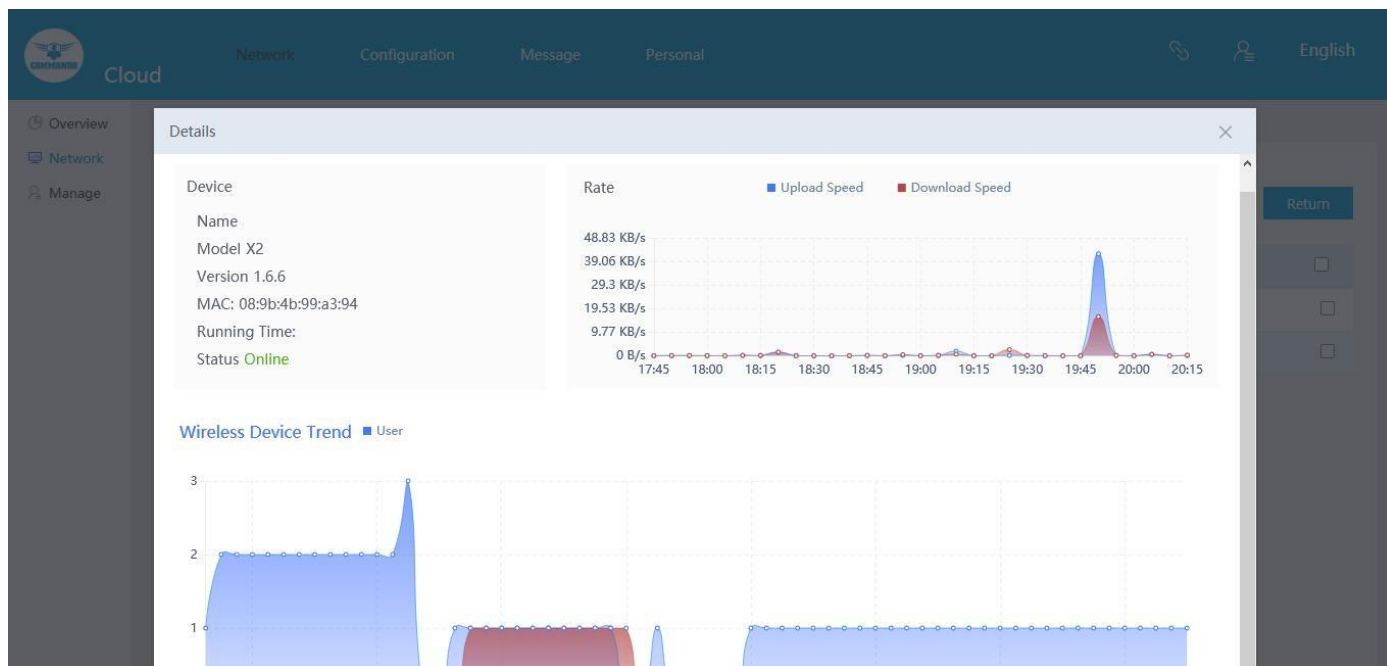 COMMANDO
Cloud
Network
Configuration
Message
Personal
English
Overview
Network
Manage
Details
Return
Device
Name
Model X2
Version 1.6.6
MAC: 08:9b:4b:99:a3:94
Running Time:
Status Online
Rate
Upload Speed
Download Speed
48.83 KB/s
39.06 KB/s
29.3 KB/s
19.53 KB/s
9.77 KB/s
0 B/s
17:45 18:00 18:15 18:30 18:45 19:00 19:15 19:30 19:45 20:00 20:15
Wireless Device Trend User
3
2
1